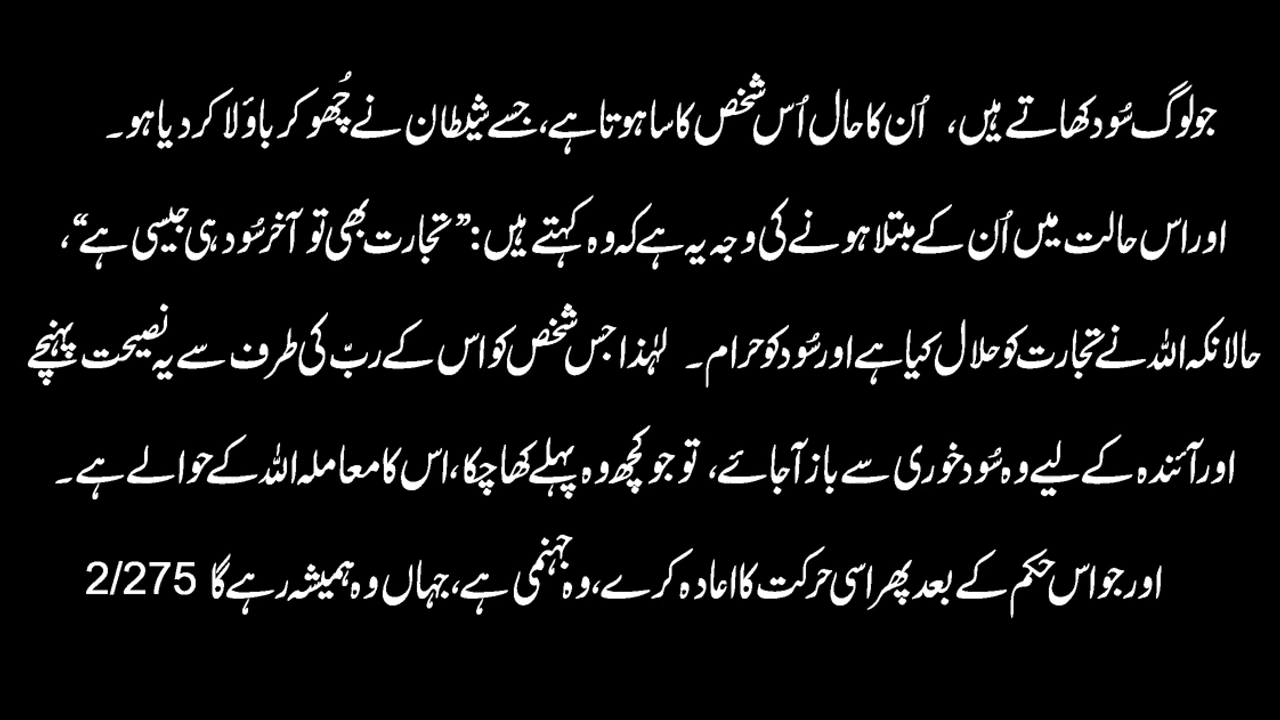 جو لوگ سُود کھاتے ہیں، اُن کا حال اُس شخص کا سا ہوتا ہے، جسے شیطان نے چُھو کر باؤلا کر دیا ہو۔
اور اس حالت میں اُن کے مبتلا ہونے کی وجہ یہ ہے کہ وہ کہتے ہیں: ”تجارت بھی تو آخر سُود ہی جیسی ہے“،
حالانکہ اللہ نے تجارت کو حلال کیا ہے اور سُود کو حرام۔ لہٰذا جس شخص کو اس کے ربّ کی طرف سے یہ نصیحت پہنچے
اور آئندہ کے لیے وہ سُود خوری سے باز آجائے، تو جو کچھ وہ پہلے کھا چکا، اس کا معاملہ اللہ کے حوالے ہے۔
اور جو اس حکم کے بعد پھر اسی حرکت کا اعادہ کرے، وہ جہنمی ہے، جہاں وہ ہمیشہ رہے گا 2/275